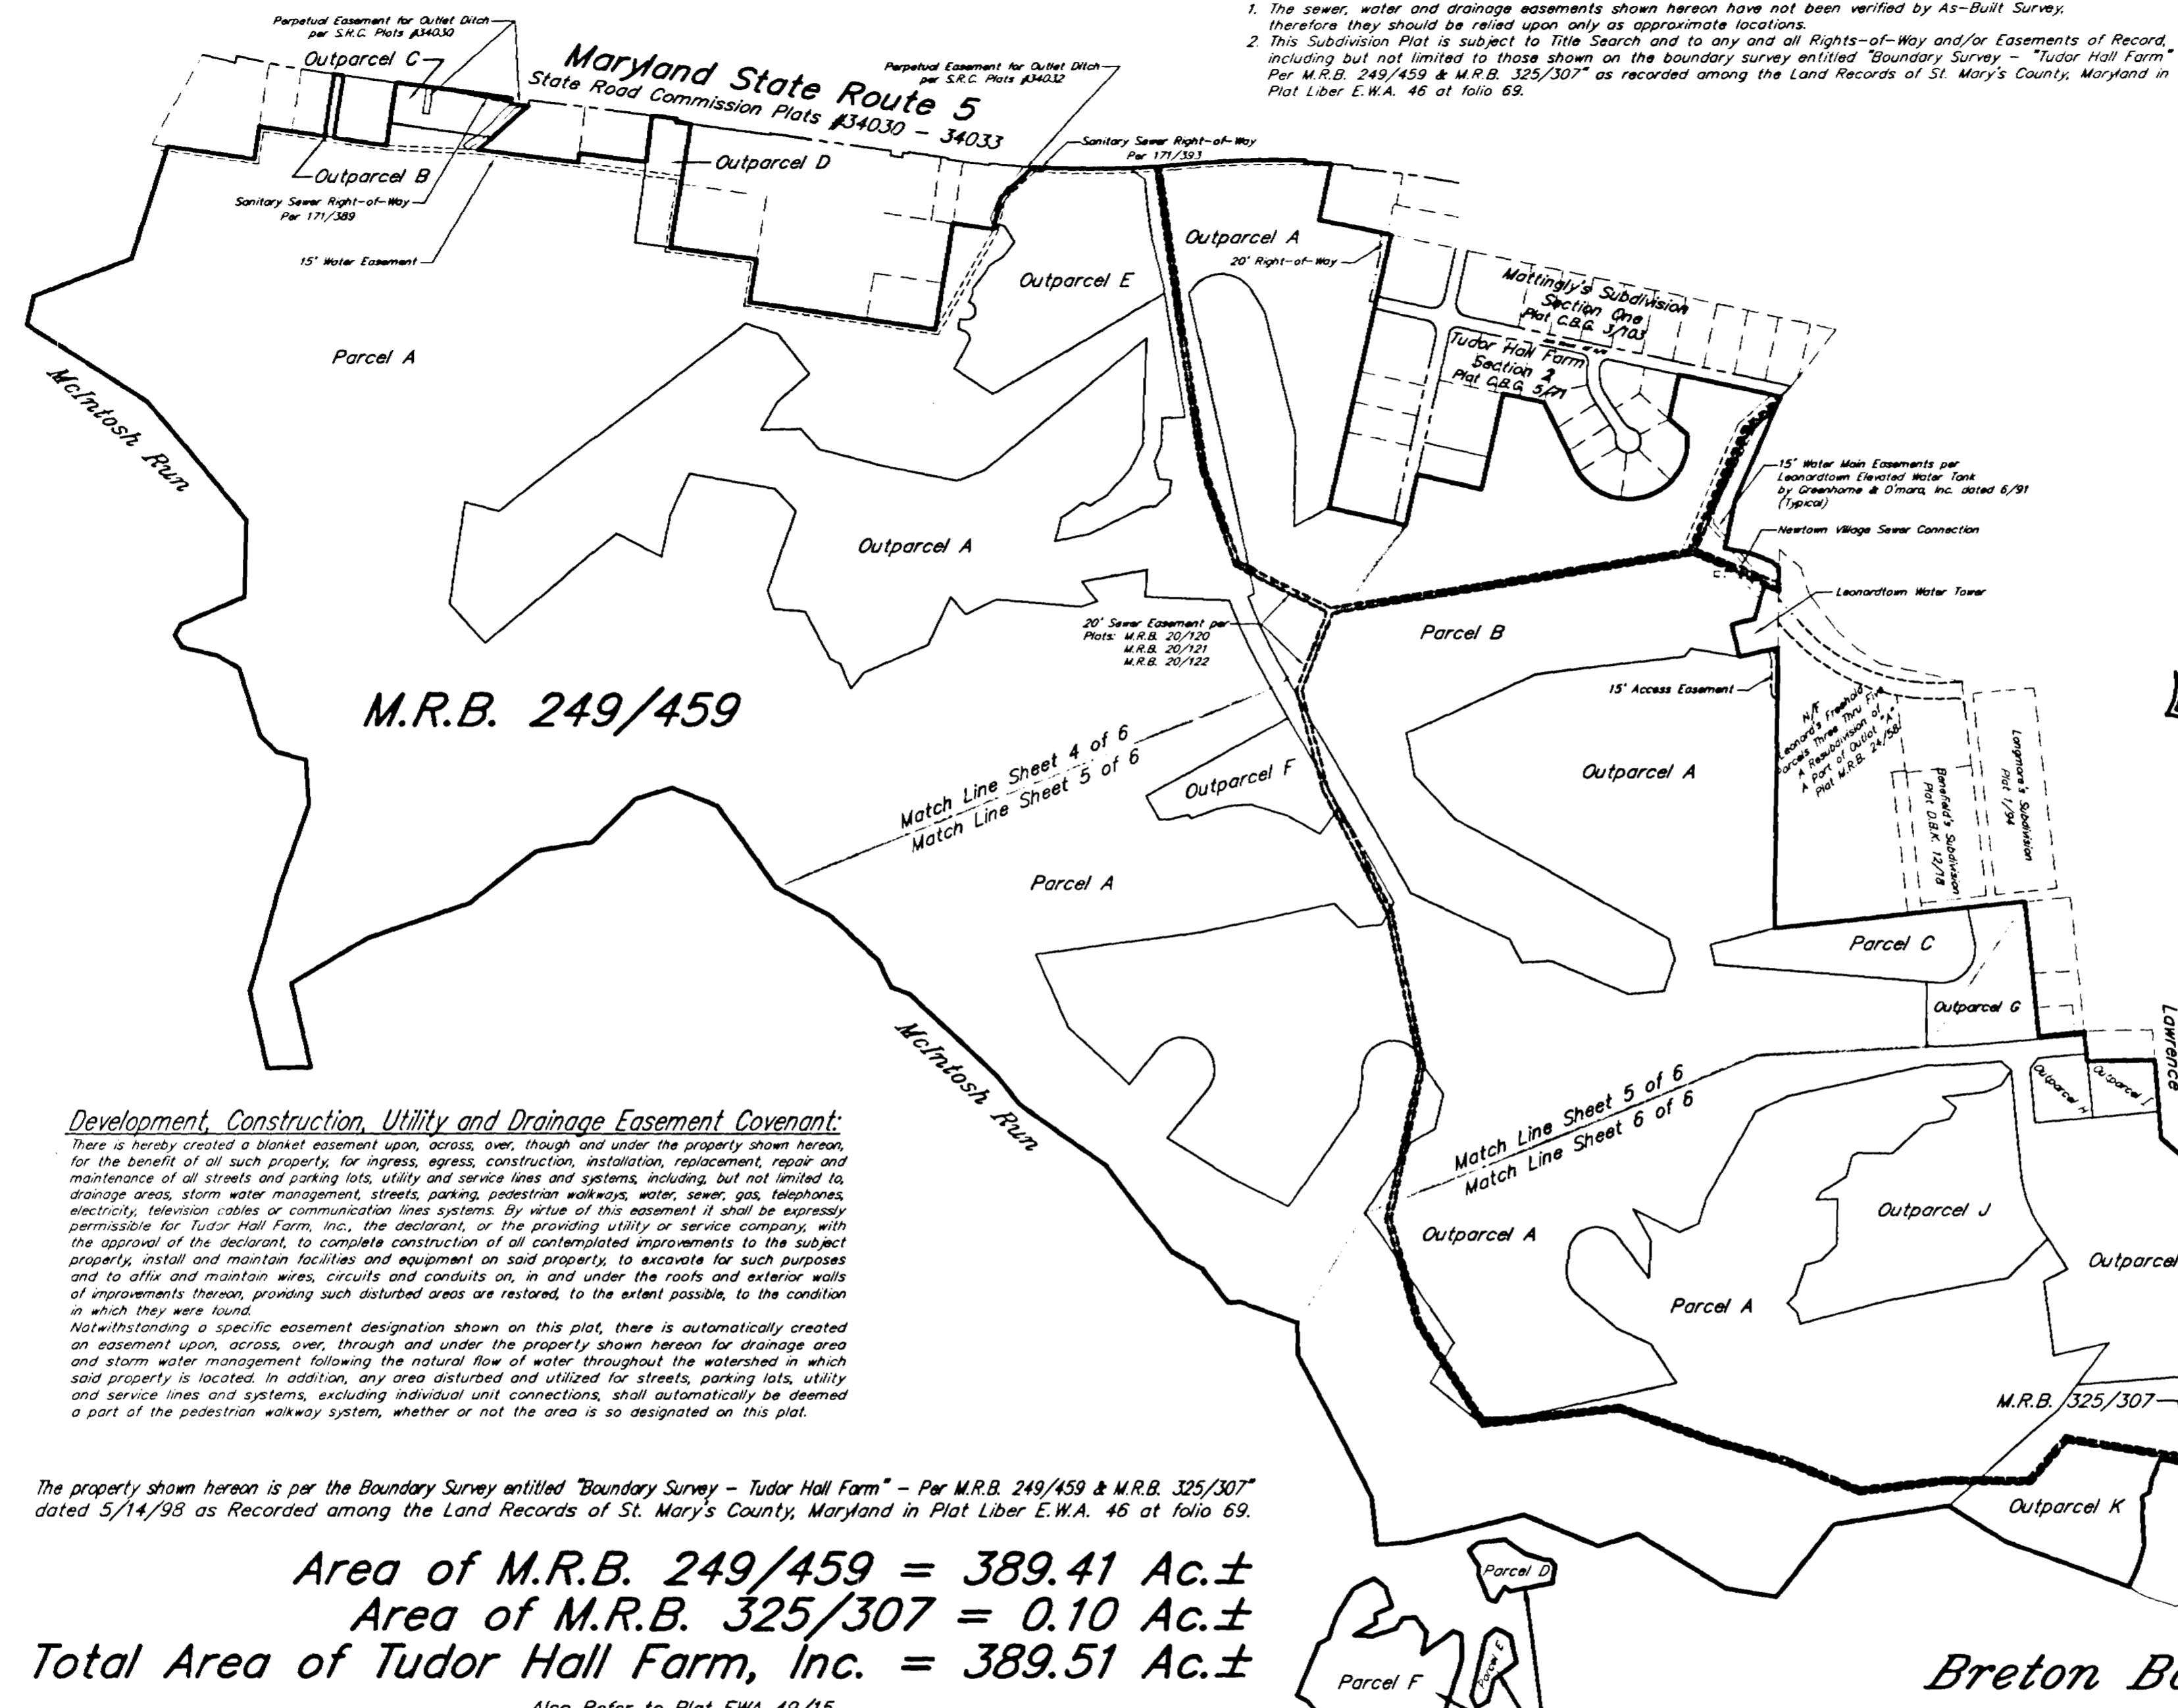 1. The sewer, water and drainage easements shown hereon have not been verified by As-Built Survey,
therefore they should be relied upon only as approximate locations.
2. This Subdivision Plat is subject to Title Search and to any and all Rights-of-Way and/or Easements of Record,
including but not limited to those shown on the boundary survey entitled "Boundary Survey - "Tudor Hall Farm"
Per M.R.B. 249/459 & M.R.B. 325/307" as recorded among the Land Records of St. Mary's County, Maryland in
Plat Liber E.W.A. 46 at folio 69.
Perpetual Easement for Outlet Ditch
per S.R.C. Plats #34030
Outparcel C
Maryland State Route 5
State Road Commission Plats #34030 - 34033
Perpetual Easement for Outlet Ditch
per S.R.C. Plats #34032
Sanitary Sewer Right-of-Way
Per 171/393
Outparcel D
Outparcel B
Sanitary Sewer Right-of-Way
Per 171/389
15' Water Easement
Outparcel A
20' Right-of-Way
Outparcel E
Mattingly's Subdivision
Section One
Plat C.B.G. 3/103
Tudor Hall Farm
Section 2
Plat C.B.G. 5/71
Parcel A
McIntosh Run
15' Water Main Easements per
Leonardtown Elevated Water Tank
by Greenhorne & O'mara, Inc. dated 6/91
(Typical)
Newtown Village Sewer Connection
Outparcel A
Leonardtown Water Tower
20' Sewer Easement per
Plats: M.R.B. 20/120
M.R.B. 20/121
M.R.B. 20/122
Parcel B
15' Access Easement
M.R.B. 249/459
N/F
Leonard's Freehold
Parcels Three Thru Five
A Resubdivision of
A Part of Outlot "A"
Plat M.R.B. 24/58
Longmore's Subdivision
Plat 1/94
Benefield's Subdivision
Plat D.B.K. 12/18
Match Line Sheet 4 of 6
Match Line Sheet 5 of 6
Outparcel F
Outparcel A
Parcel A
Parcel C
Outparcel G
Lawrence
McIntosh Run
Outparcel H
Outparcel I
Match Line Sheet 5 of 6
Match Line Sheet 6 of 6
Development, Construction, Utility and Drainage Easement Covenant:
There is hereby created a blanket easement upon, across, over, though and under the property shown hereon,
for the benefit of all such property, for ingress, egress, construction, installation, replacement, repair and
maintenance of all streets and parking lots, utility and service lines and systems, including, but not limited to,
drainage areas, storm water management, streets, parking, pedestrian walkways, water, sewer, gas, telephones,
electricity, television cables or communication lines systems. By virtue of this easement it shall be expressly
permissible for Tudor Hall Farm, Inc., the declarant, or the providing utility or service company, with
the approval of the declarant, to complete construction of all contemplated improvements to the subject
property, install and maintain facilities and equipment on said property, to excavate for such purposes
and to affix and maintain wires, circuits and conduits on, in and under the roofs and exterior walls
of improvements thereon, providing such disturbed areas are restored, to the extent possible, to the condition
in which they were found.
Notwithstanding a specific easement designation shown on this plat, there is automatically created
an easement upon, across, over, through and under the property shown hereon for drainage area
and storm water management following the natural flow of water throughout the watershed in which
said property is located. In addition, any area disturbed and utilized for streets, parking lots, utility
and service lines and systems, excluding individual unit connections, shall automatically be deemed
a part of the pedestrian walkway system, whether or not the area is so designated on this plat.
Outparcel A
Outparcel J
Outparcel
Parcel A
M.R.B. 325/307
Outparcel K
The property shown hereon is per the Boundary Survey entitled "Boundary Survey - Tudor Hall Farm" - Per M.R.B. 249/459 & M.R.B. 325/307"
dated 5/14/98 as Recorded among the Land Records of St. Mary's County, Maryland in Plat Liber E.W.A. 46 at folio 69.
Area of M.R.B. 249/459 = 389.41 Ac.±
Area of M.R.B. 325/307 = 0.10 Ac.±
Total Area of Tudor Hall Farm, Inc. = 389.51 Ac.±
Also Refer to Plat EWA 49/15
Parcel D
Parcel E
Parcel F
Breton